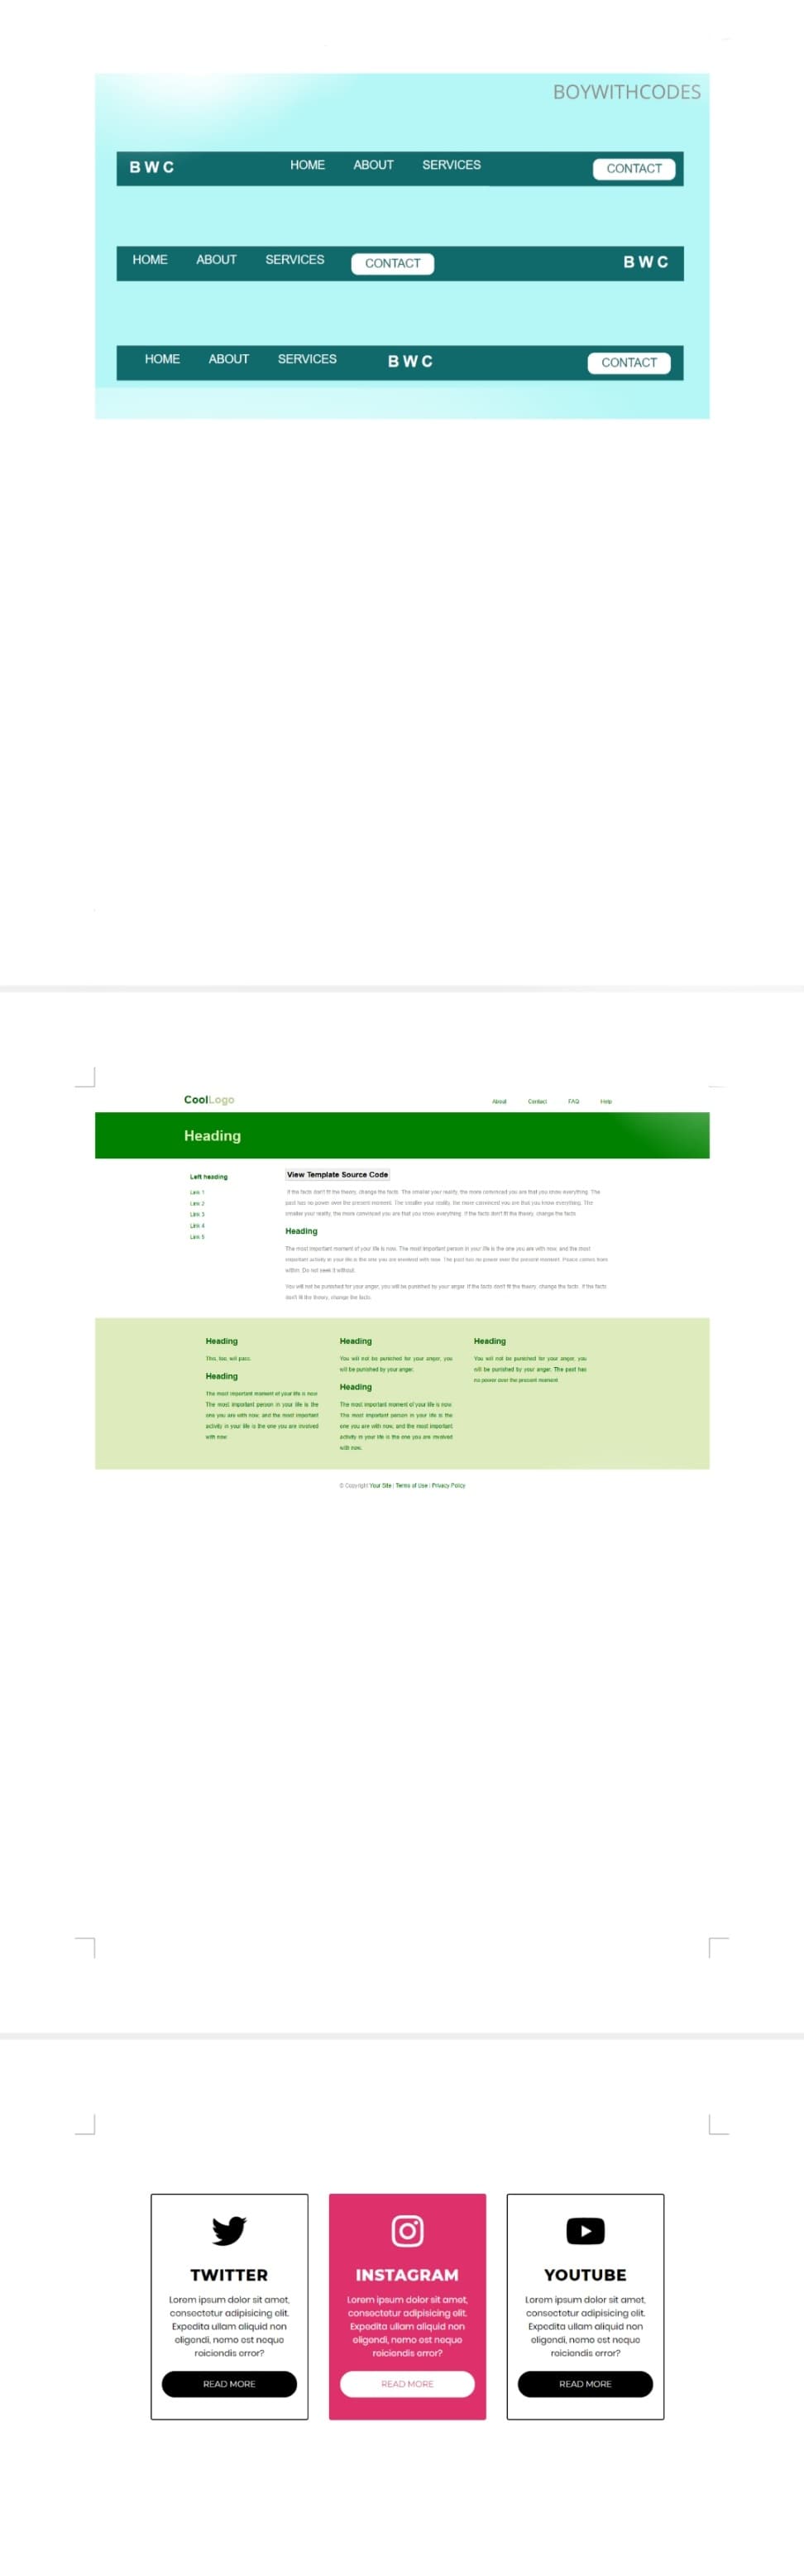 BOYWITHCODES
B W C HOME ABOUT SERVICES CONTACT
HOME ABOUT SERVICES CONTACT B W C
HOME ABOUT SERVICES B W C CONTACT
CoolLogo About Contact FAQ Help
Heading
Left heading
Link 1
Link 2
Link 3
Link 4
Link 5
View Template Source Code
If the facts don't fit the theory, change the facts. The smaller your reality, the more convinced you are that you know everything. The
past has no power over the present moment. The smaller your reality, the more convinced you are that you know everything. The
smaller your reality, the more convinced you are that you know everything. If the facts don't fit the theory, change the facts.
Heading
The most important moment of your life is now. The most important person in your life is the one you are with now, and the most
important activity in your life is the one you are involved with now. The past has no power over the present moment. Peace comes from
within. Do not seek it without.
You will not be punished for your anger, you will be punished by your anger. If the facts don't fit the theory, change the facts. If the facts
don't fit the theory, change the facts.
Heading
This, too, will pass.
Heading
The most important moment of your life is now.
The most important person in your life is the
one you are with now, and the most important
activity in your life is the one you are involved
with now.
Heading
You will not be punished for your anger, you
will be punished by your anger.
Heading
The most important moment of your life is now.
The most important person in your life is the
one you are with now, and the most important
activity in your life is the one you are involved
with now.
Heading
You will not be punished for your anger, you
will be punished by your anger. The past has
no power over the present moment.
© Copyright Your Site | Terms of Use | Privacy Policy
TWITTER
Lorem ipsum dolor sit amet,
consectetur adipisicing elit.
Expedita ullam aliquid non
eligendi, nemo est neque
reiciendis error?
READ MORE
INSTAGRAM
Lorem ipsum dolor sit amet,
consectetur adipisicing elit.
Expedita ullam aliquid non
eligendi, nemo est neque
reiciendis error?
READ MORE
YOUTUBE
Lorem ipsum dolor sit amet,
consectetur adipisicing elit.
Expedita ullam aliquid non
eligendi, nemo est neque
reiciendis error?
READ MORE